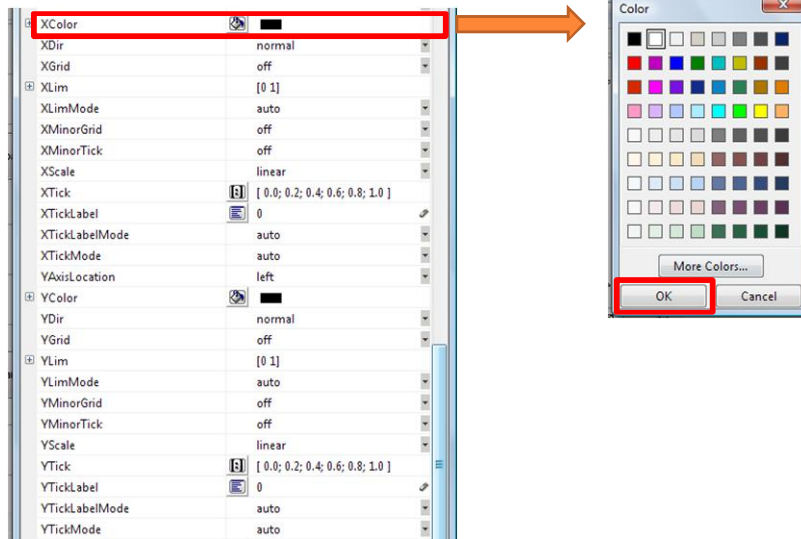 XColor
XDir normal
XGrid off
XLim [0 1]
XLimMode auto
XMinorGrid off
XMinorTick off
XScale linear
XTick [ 0.0; 0.2; 0.4; 0.6; 0.8; 1.0 ]
XTickLabel 0
XTickLabelMode auto
XTickMode auto
YAxisLocation left
YColor
YDir normal
YGrid off
YLim [0 1]
YLimMode auto
YMinorGrid off
YMinorTick off
YScale linear
YTick [ 0.0; 0.2; 0.4; 0.6; 0.8; 1.0 ]
YTickLabel 0
YTickLabelMode auto
YTickMode auto
Color
More Colors...
OK Cancel